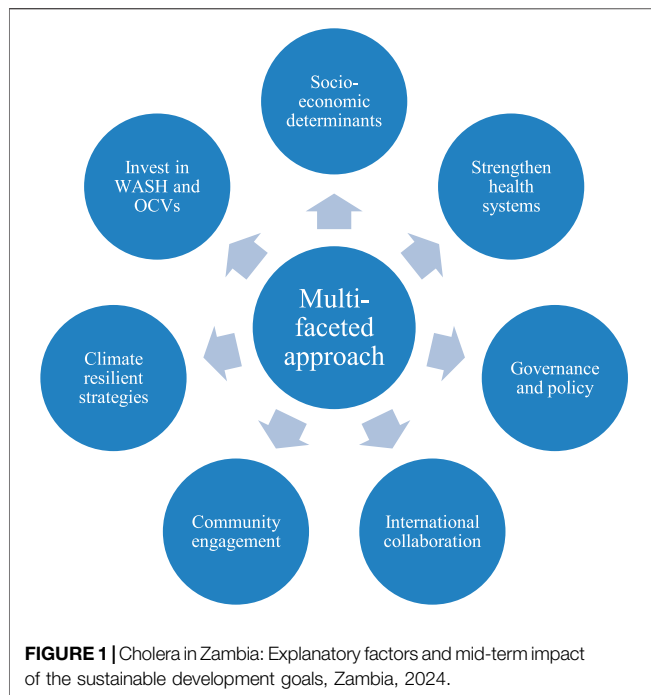 Socio-
economic
determinants
Strengthen
health
systems
Governance
and policy
International
collaboration
Community
engagement
Climate
resilient
strategies
Invest in
WASH and
OCVs
Multi-
faceted
approach
FIGURE 1 | Cholera in Zambia: Explanatory factors and mid-term impact
of the sustainable development goals, Zambia, 2024.